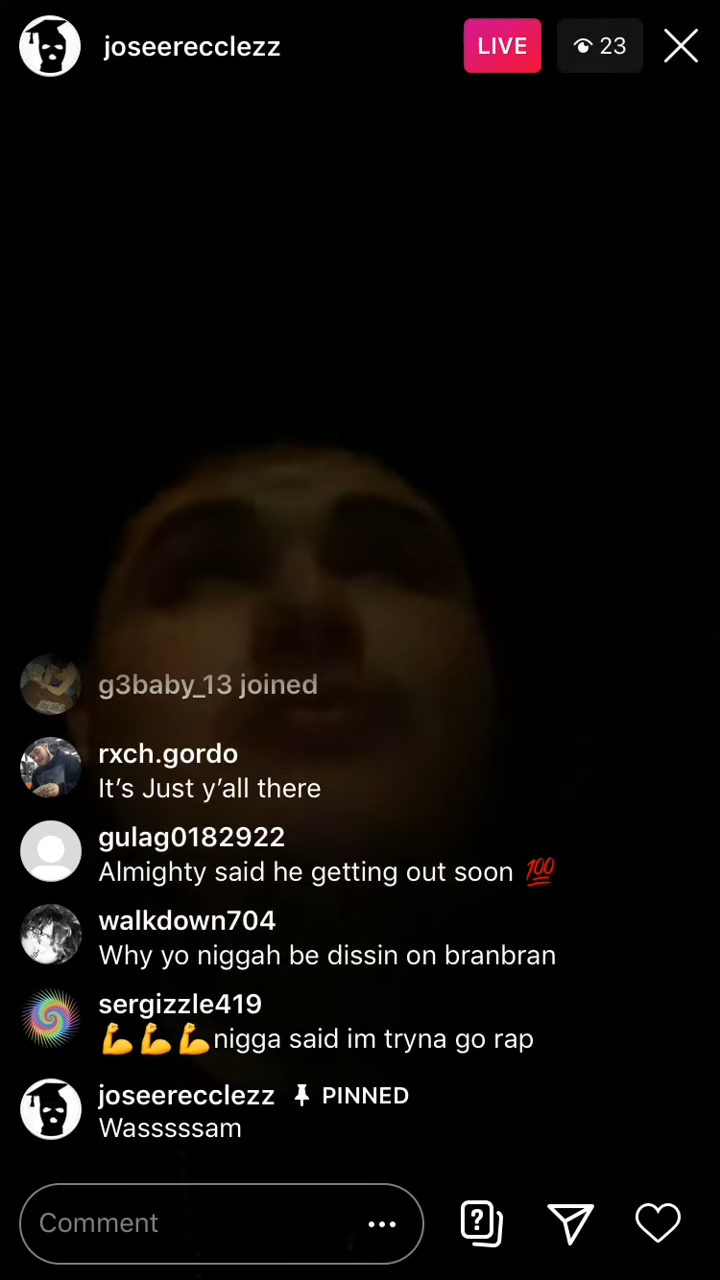 joseerecclezz
LIVE
23
g3baby_13 joined
rxch.gordo
It’s Just y’all there
gulag0182922
Almighty said he getting out soon 💯
walkdown704
Why yo niggah be dissin on branbran
sergizzle419
💪💪💪nigga said im tryna go rap
joseerecclezz 📌 PINNED
Wasssssam
Comment